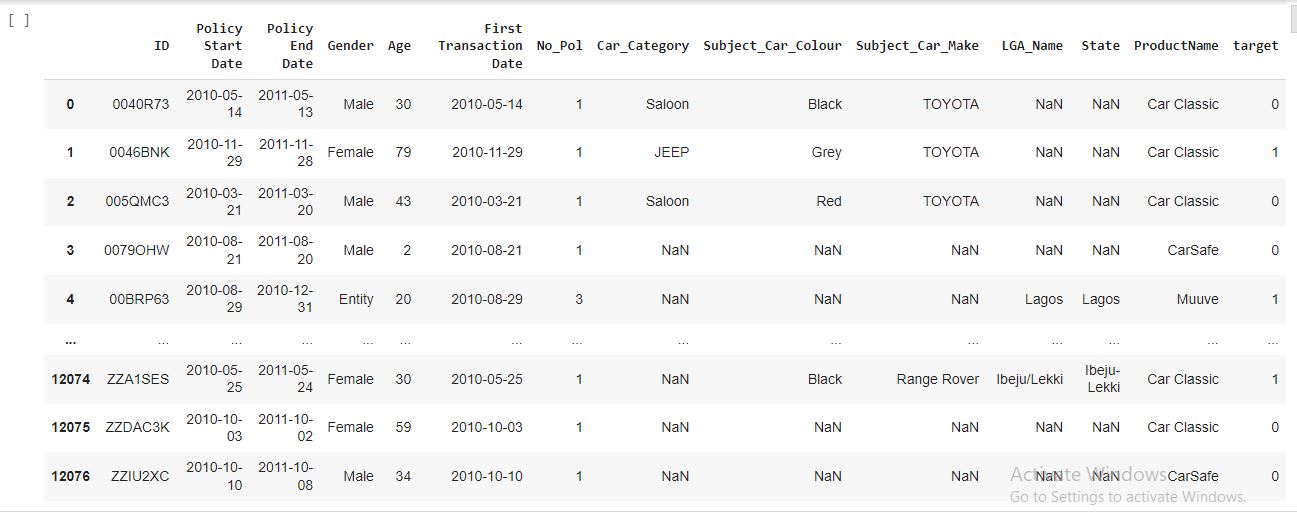 [ ]
ID Policy Start Date Policy End Date Gender Age First Transaction Date No_Pol Car_Category Subject_Car_Colour Subject_Car_Make LGA_Name State ProductName target
0 0040R73 2010-05-14 2011-05-13 Male 30 2010-05-14 1 Saloon Black TOYOTA NaN NaN Car Classic 0
1 0046BNK 2010-11-29 2011-11-28 Female 79 2010-11-29 1 JEEP Grey TOYOTA NaN NaN Car Classic 1
2 005QMC3 2010-03-21 2011-03-20 Male 43 2010-03-21 1 Saloon Red TOYOTA NaN NaN Car Classic 0
3 0079OHW 2010-08-21 2011-08-20 Male 2 2010-08-21 1 NaN NaN NaN NaN NaN CarSafe 0
4 00BRP63 2010-08-29 2010-12-31 Entity 20 2010-08-29 3 NaN NaN NaN Lagos Lagos Muuve 1
... ... ... ... ... ... ... ... ... ... ... ... ... ... ...
12074 ZZA1SES 2010-05-25 2011-05-24 Female 30 2010-05-25 1 NaN Black Range Rover Ibeju/Lekki Ibeju-Lekki Car Classic 1
12075 ZZDAC3K 2010-10-03 2011-10-02 Female 59 2010-10-03 1 NaN NaN NaN NaN NaN Car Classic 0
12076 ZZIU2XC 2010-10-10 2011-10-08 Male 34 2010-10-10 1 NaN NaN NaN NaN NaN CarSafe 0
Activate Windows
Go to Settings to activate Windows.